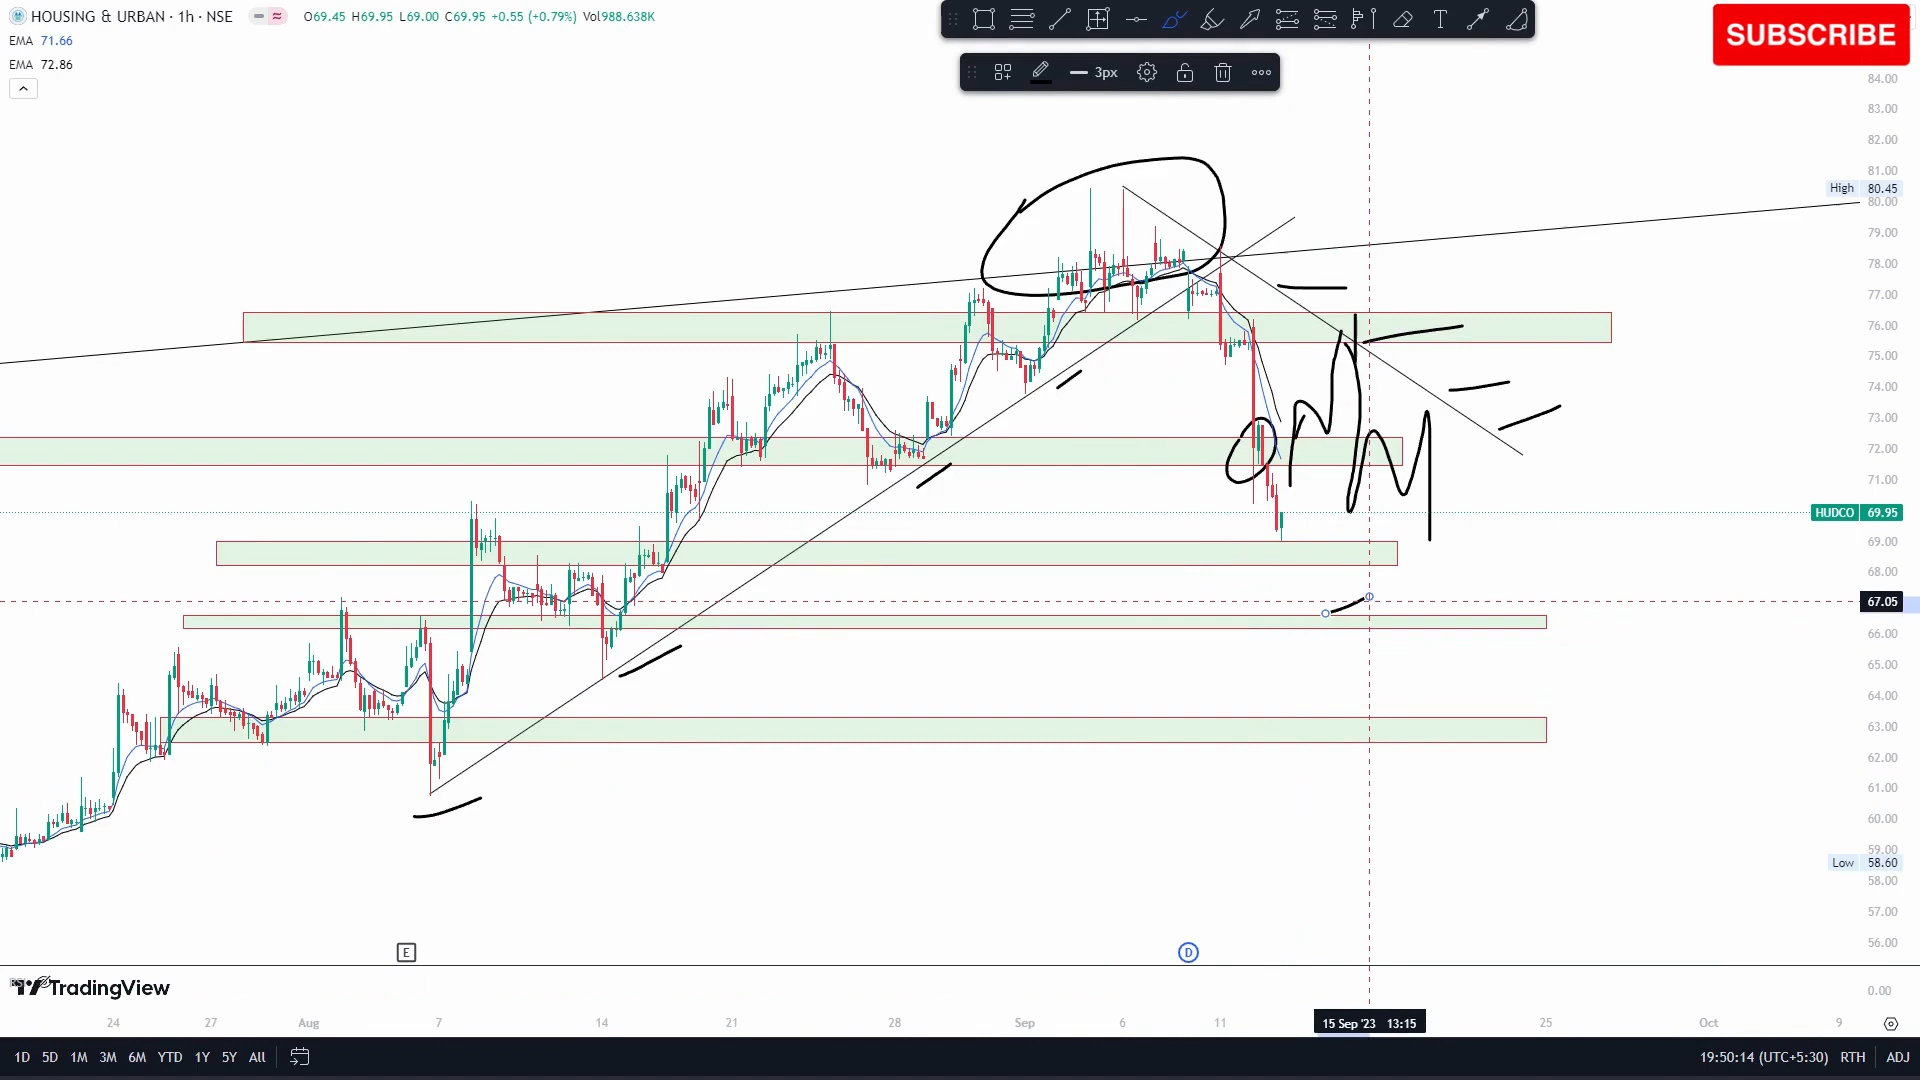 HOUSING & URBAN · 1h · NSE
O69.45 H69.95 L69.00 C69.95 +0.55 (+0.79%) Vol988.638K
EMA 71.66
EMA 72.86
3px
SUBSCRIBE
84.00
83.00
82.00
81.00
High 80.45
80.00
79.00
78.00
77.00
76.00
75.00
74.00
73.00
72.00
71.00
HUDCO 69.95
69.00
68.00
67.05
66.00
65.00
64.00
63.00
62.00
61.00
60.00
59.00
Low 58.60
58.00
57.00
56.00
0.00
E
D
TradingView
24 27 Aug 7 14 21 28 Sep 6 11 15 Sep '23 13:15 25 Oct 9
1D 5D 1M 3M 6M YTD 1Y 5Y All
19:50:14 (UTC+5:30) RTH ADJ